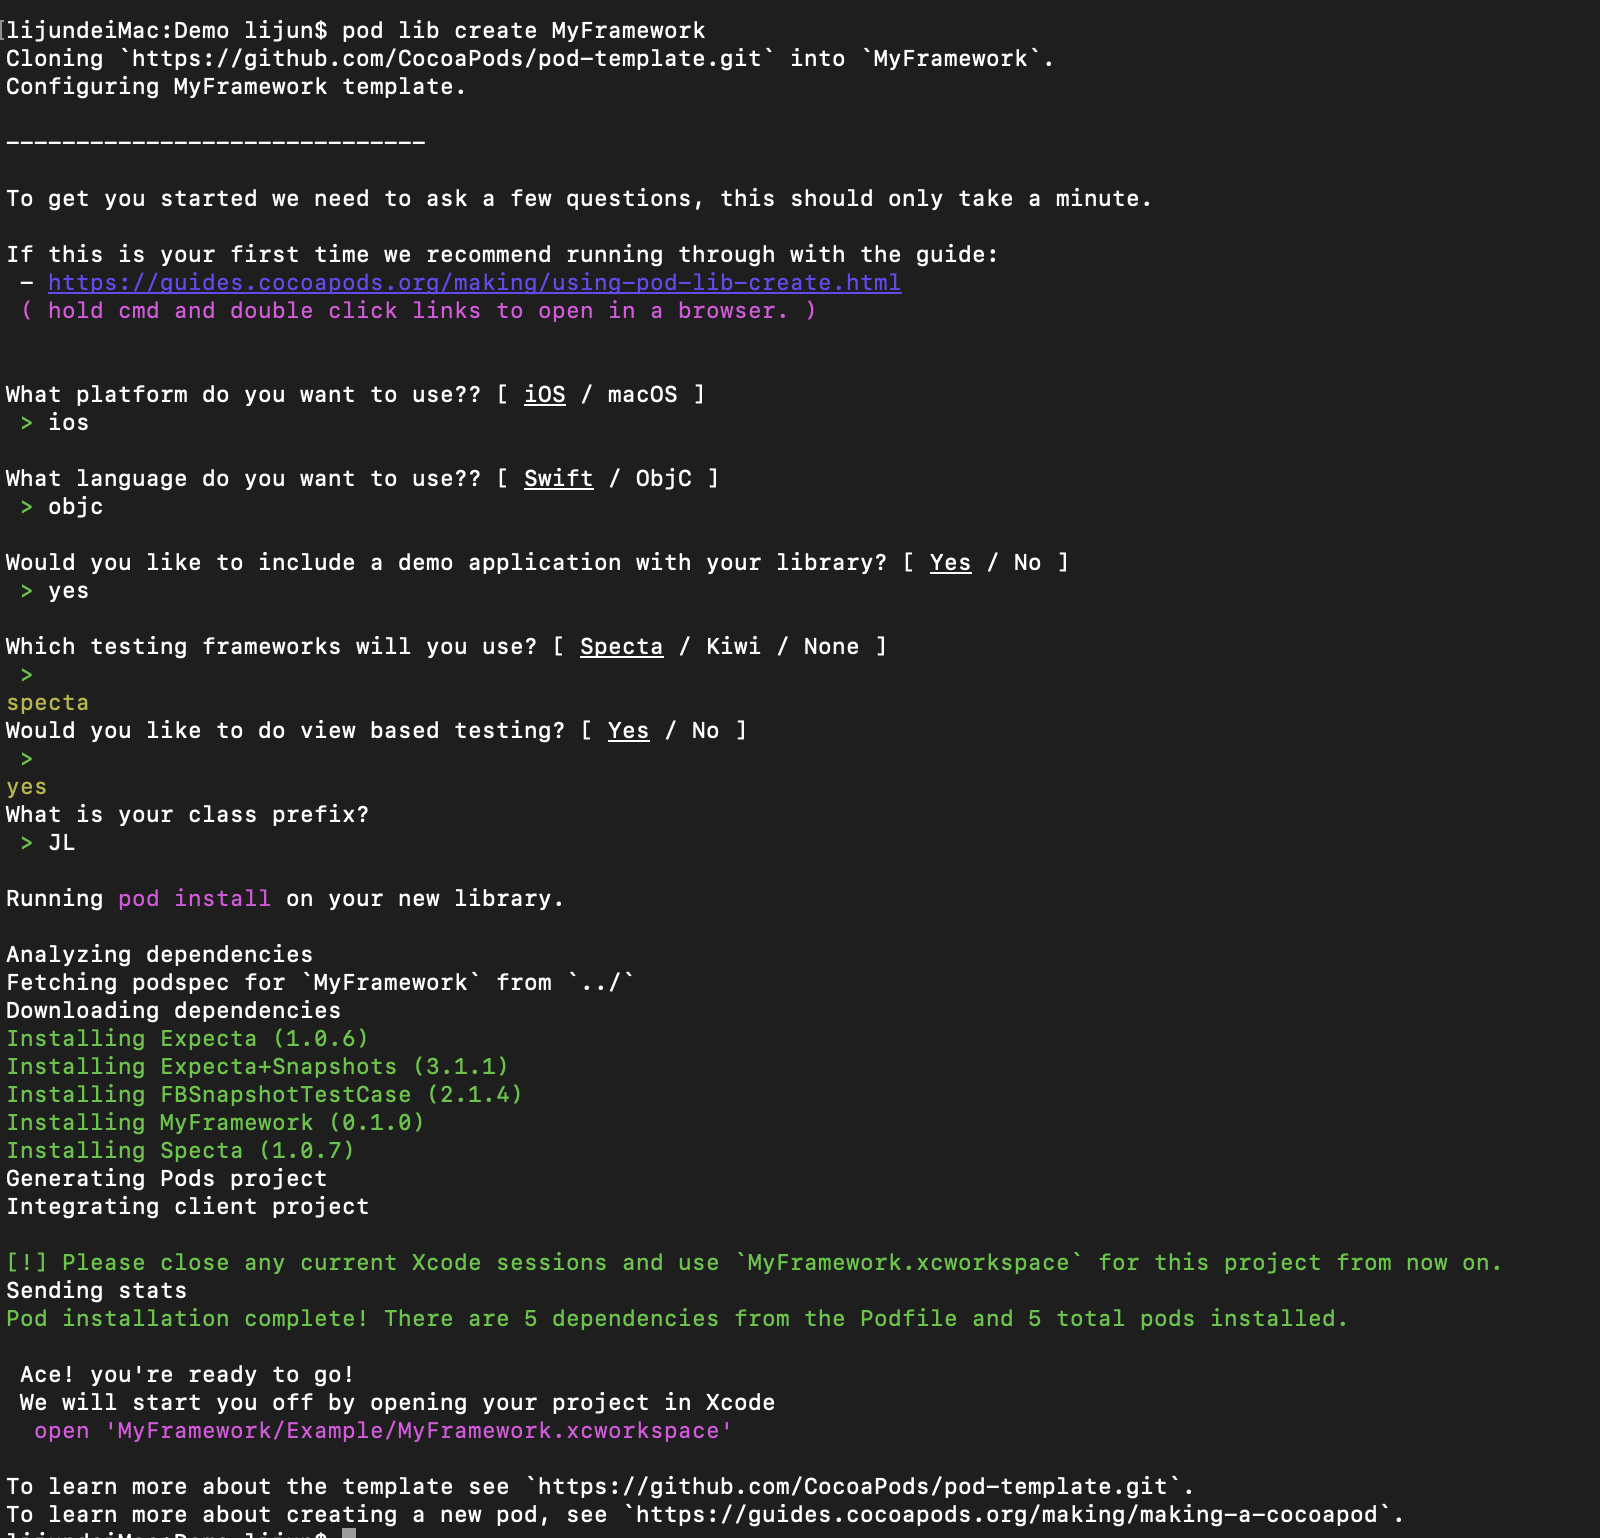 lijundeiMac:Demo lijun$ pod lib create MyFramework
Cloning `https://github.com/CocoaPods/pod-template.git` into `MyFramework`.
Configuring MyFramework template.
------------------------------
To get you started we need to ask a few questions, this should only take a minute.
If this is your first time we recommend running through with the guide:
- https://guides.cocoapods.org/making/using-pod-lib-create.html
( hold cmd and double click links to open in a browser. )
What platform do you want to use?? [ iOS / macOS ]
> ios
What language do you want to use?? [ Swift / ObjC ]
> objc
Would you like to include a demo application with your library? [ Yes / No ]
> yes
Which testing frameworks will you use? [ Specta / Kiwi / None ]
>
specta
Would you like to do view based testing? [ Yes / No ]
>
yes
What is your class prefix?
> JL
Running pod install on your new library.
Analyzing dependencies
Fetching podspec for `MyFramework` from `../`
Downloading dependencies
Installing Expecta (1.0.6)
Installing Expecta+Snapshots (3.1.1)
Installing FBSnapshotTestCase (2.1.4)
Installing MyFramework (0.1.0)
Installing Specta (1.0.7)
Generating Pods project
Integrating client project
[!] Please close any current Xcode sessions and use `MyFramework.xcworkspace` for this project from now on.
Sending stats
Pod installation complete! There are 5 dependencies from the Podfile and 5 total pods installed.
Ace! you're ready to go!
We will start you off by opening your project in Xcode
open 'MyFramework/Example/MyFramework.xcworkspace'
To learn more about the template see `https://github.com/CocoaPods/pod-template.git`.
To learn more about creating a new pod, see `https://guides.cocoapods.org/making/making-a-cocoapod`.
lijundeiMac:Demo lijun$